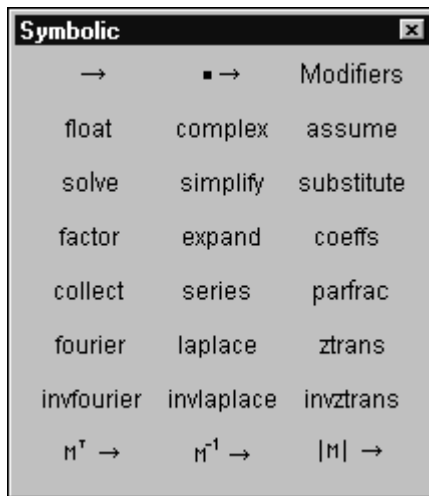 Symbolic
→ ▪ → Modifiers
float complex assume
solve simplify substitute
factor expand coeffs
collect series parfrac
fourier laplace ztrans
invfourier invlaplace invztrans
Mᵀ → M⁻¹ → |M| →